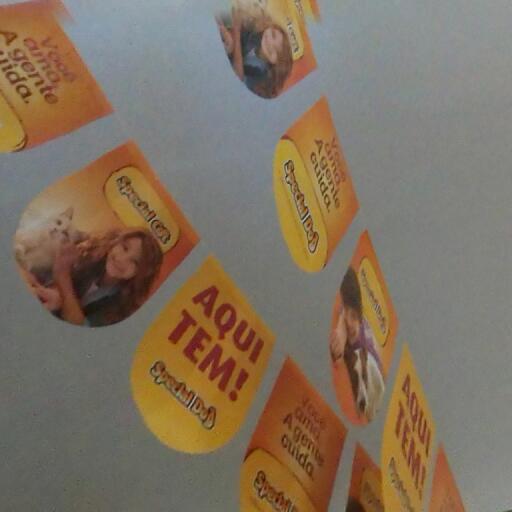 Você
ama.
A gente
cuida.
Special Cat
Você
ama.
A gente
cuida.
Special Dog
AQUI
TEM!
Special Dog
Você
ama.
A gente
cuida.
Special
AQUI
TEM!